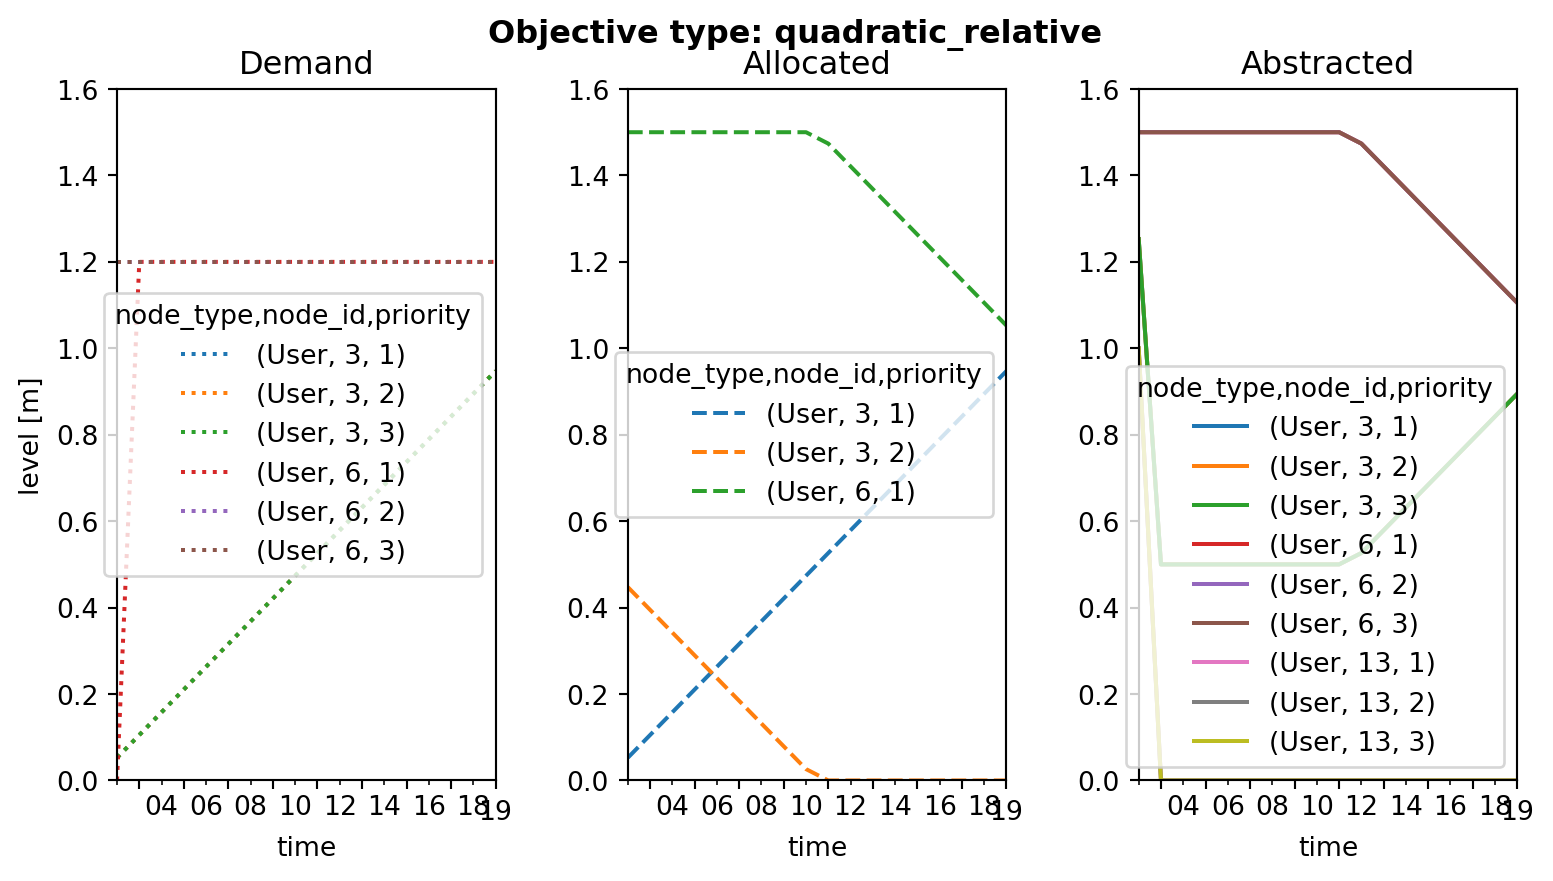 Objective type: quadratic_relative
Demand
1.6
1.4
1.2
1.0
0.8
0.6
0.4
0.2
0.0
level [m]
node_type,node_id,priority
(User, 3, 1)
(User, 3, 2)
(User, 3, 3)
(User, 6, 1)
(User, 6, 2)
(User, 6, 3)
04 06 08 10 12 14 16 18 19
time
Allocated
1.6
1.4
1.2
1.0
0.8
0.6
0.4
0.2
0.0
node_type,node_id,priority
(User, 3, 1)
(User, 3, 2)
(User, 6, 1)
04 06 08 10 12 14 16 18 19
time
Abstracted
1.6
1.4
1.2
1.0
0.8
0.6
0.4
0.2
0.0
node_type,node_id,priority
(User, 3, 1)
(User, 3, 2)
(User, 3, 3)
(User, 6, 1)
(User, 6, 2)
(User, 6, 3)
(User, 13, 1)
(User, 13, 2)
(User, 13, 3)
04 06 08 10 12 14 16 18 19
time